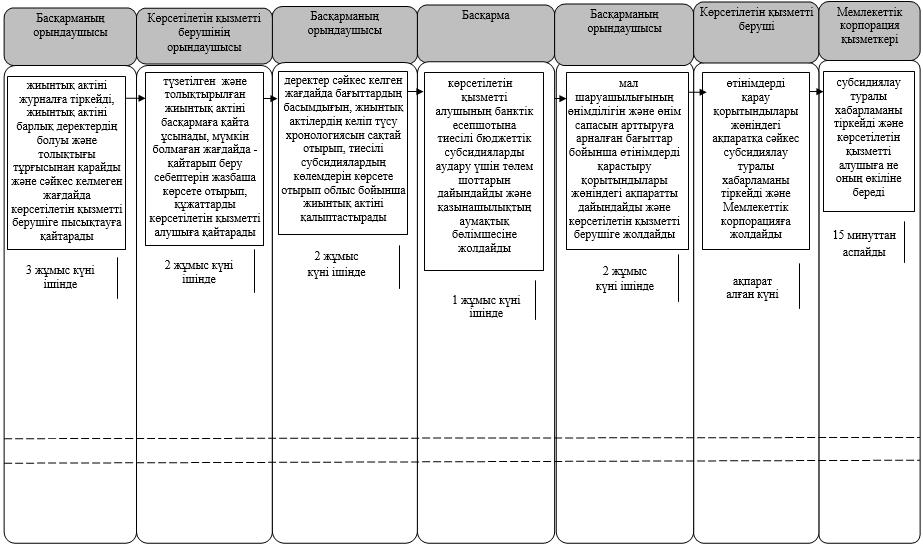 Басқарманың
орындаушысы
жиынтық актіні
журналға тіркейді,
жиынтық актіні
барлық деректердің
болуы және
толықтығы
тұрғысынан қарайды
және сәйкес келмеген
жағдайда
көрсетілетін қызметті
берушіге пысықтауға
қайтарады
3 жұмыс күні
ішінде
Көрсетілетін қызметті
берушінің
орындаушысы
түзетілген және
толықтырылған
жиынтық актіні
басқармаға қайта
ұсынады, мүмкін
болмаған жағдайда -
қайтарып беру
себептерін жазбаша
көрсете отырып,
құжаттарды
көрсетілетін қызметті
алушыға қайтарады
2 жұмыс күні
ішінде
Басқарманың
орындаушысы
деректер сәйкес келген
жағдайда бағыттардың
басымдығын, жиынтық
актілердің келіп түсу
хронологиясын сақтай
отырып, тиесілі
субсидиялардың
көлемдерін көрсете
отырып облыс бойынша
жиынтық актіні
қалыптастырады
2 жұмыс
күні ішінде
Басқарма
көрсетілетін
қызметті
алушының банктік
есепшотына
тиесілі бюджеттік
субсидияларды
аудару үшін төлем
шоттарын
дайындайды және
қазынашылықтың
аумақтық
бөлімшесіне
жолдайды
1 жұмыс күні
ішінде
Басқарманың
орындаушысы
мал
шаруашылығының
өнімділігін және өнім
сапасын арттыруға
арналған бағыттар
бойынша өтінімдерді
қарастыру
қорытындылары
жөніндегі ақпаратты
дайындайды және
көрсетілетін қызметті
берушіге жолдайды
2 жұмыс
күні ішінде
Көрсетілетін қызметті
беруші
өтінімдерді
қарау
қорытындылары
жөніндегі
ақпаратқа сәйкес
субсидиялау
туралы
хабарламаны
тіркейді және
Мемлекеттік
корпорацияға
жолдайды
ақпарат
алған күні
Мемлекеттік
корпорация
қызметкері
субсидиялау
туралы
хабарламаны
тіркейді және
көрсетілетін
қызметті
алушыға не
оның өкіліне
береді
15 минуттан
аспайды